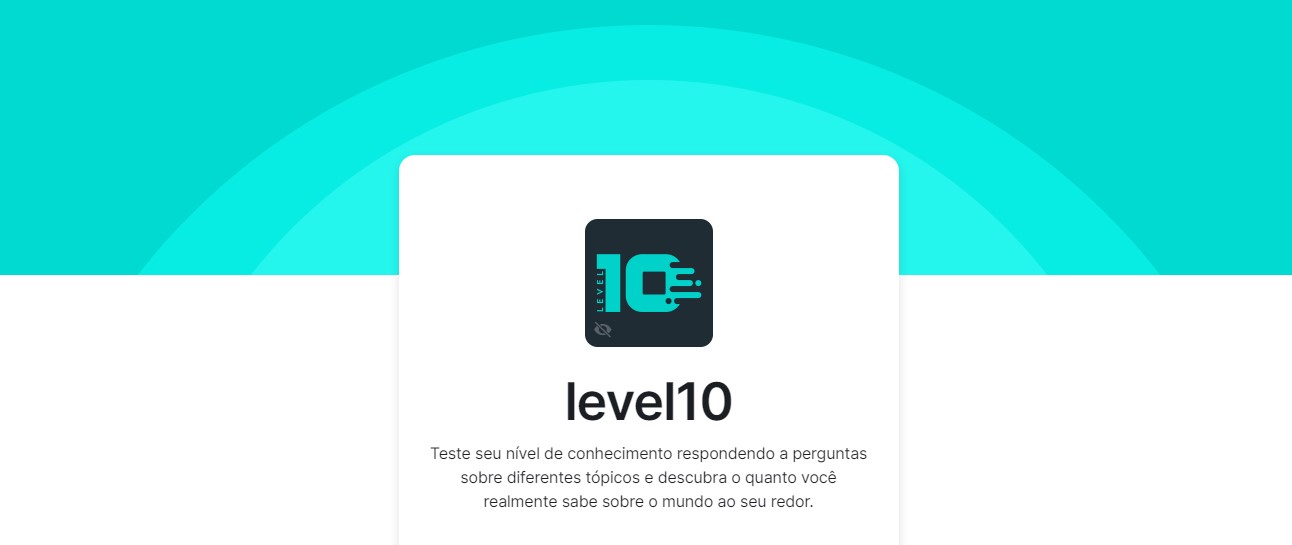 LEVEL
10
level10
Teste seu nível de conhecimento respondendo a perguntas
sobre diferentes tópicos e descubra o quanto você
realmente sabe sobre o mundo ao seu redor.